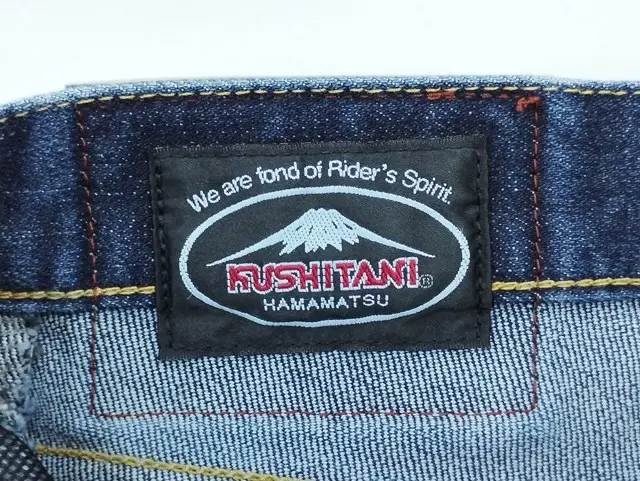 We are fond of Rider's Spirit.
KUSHITANI®
HAMAMATSU